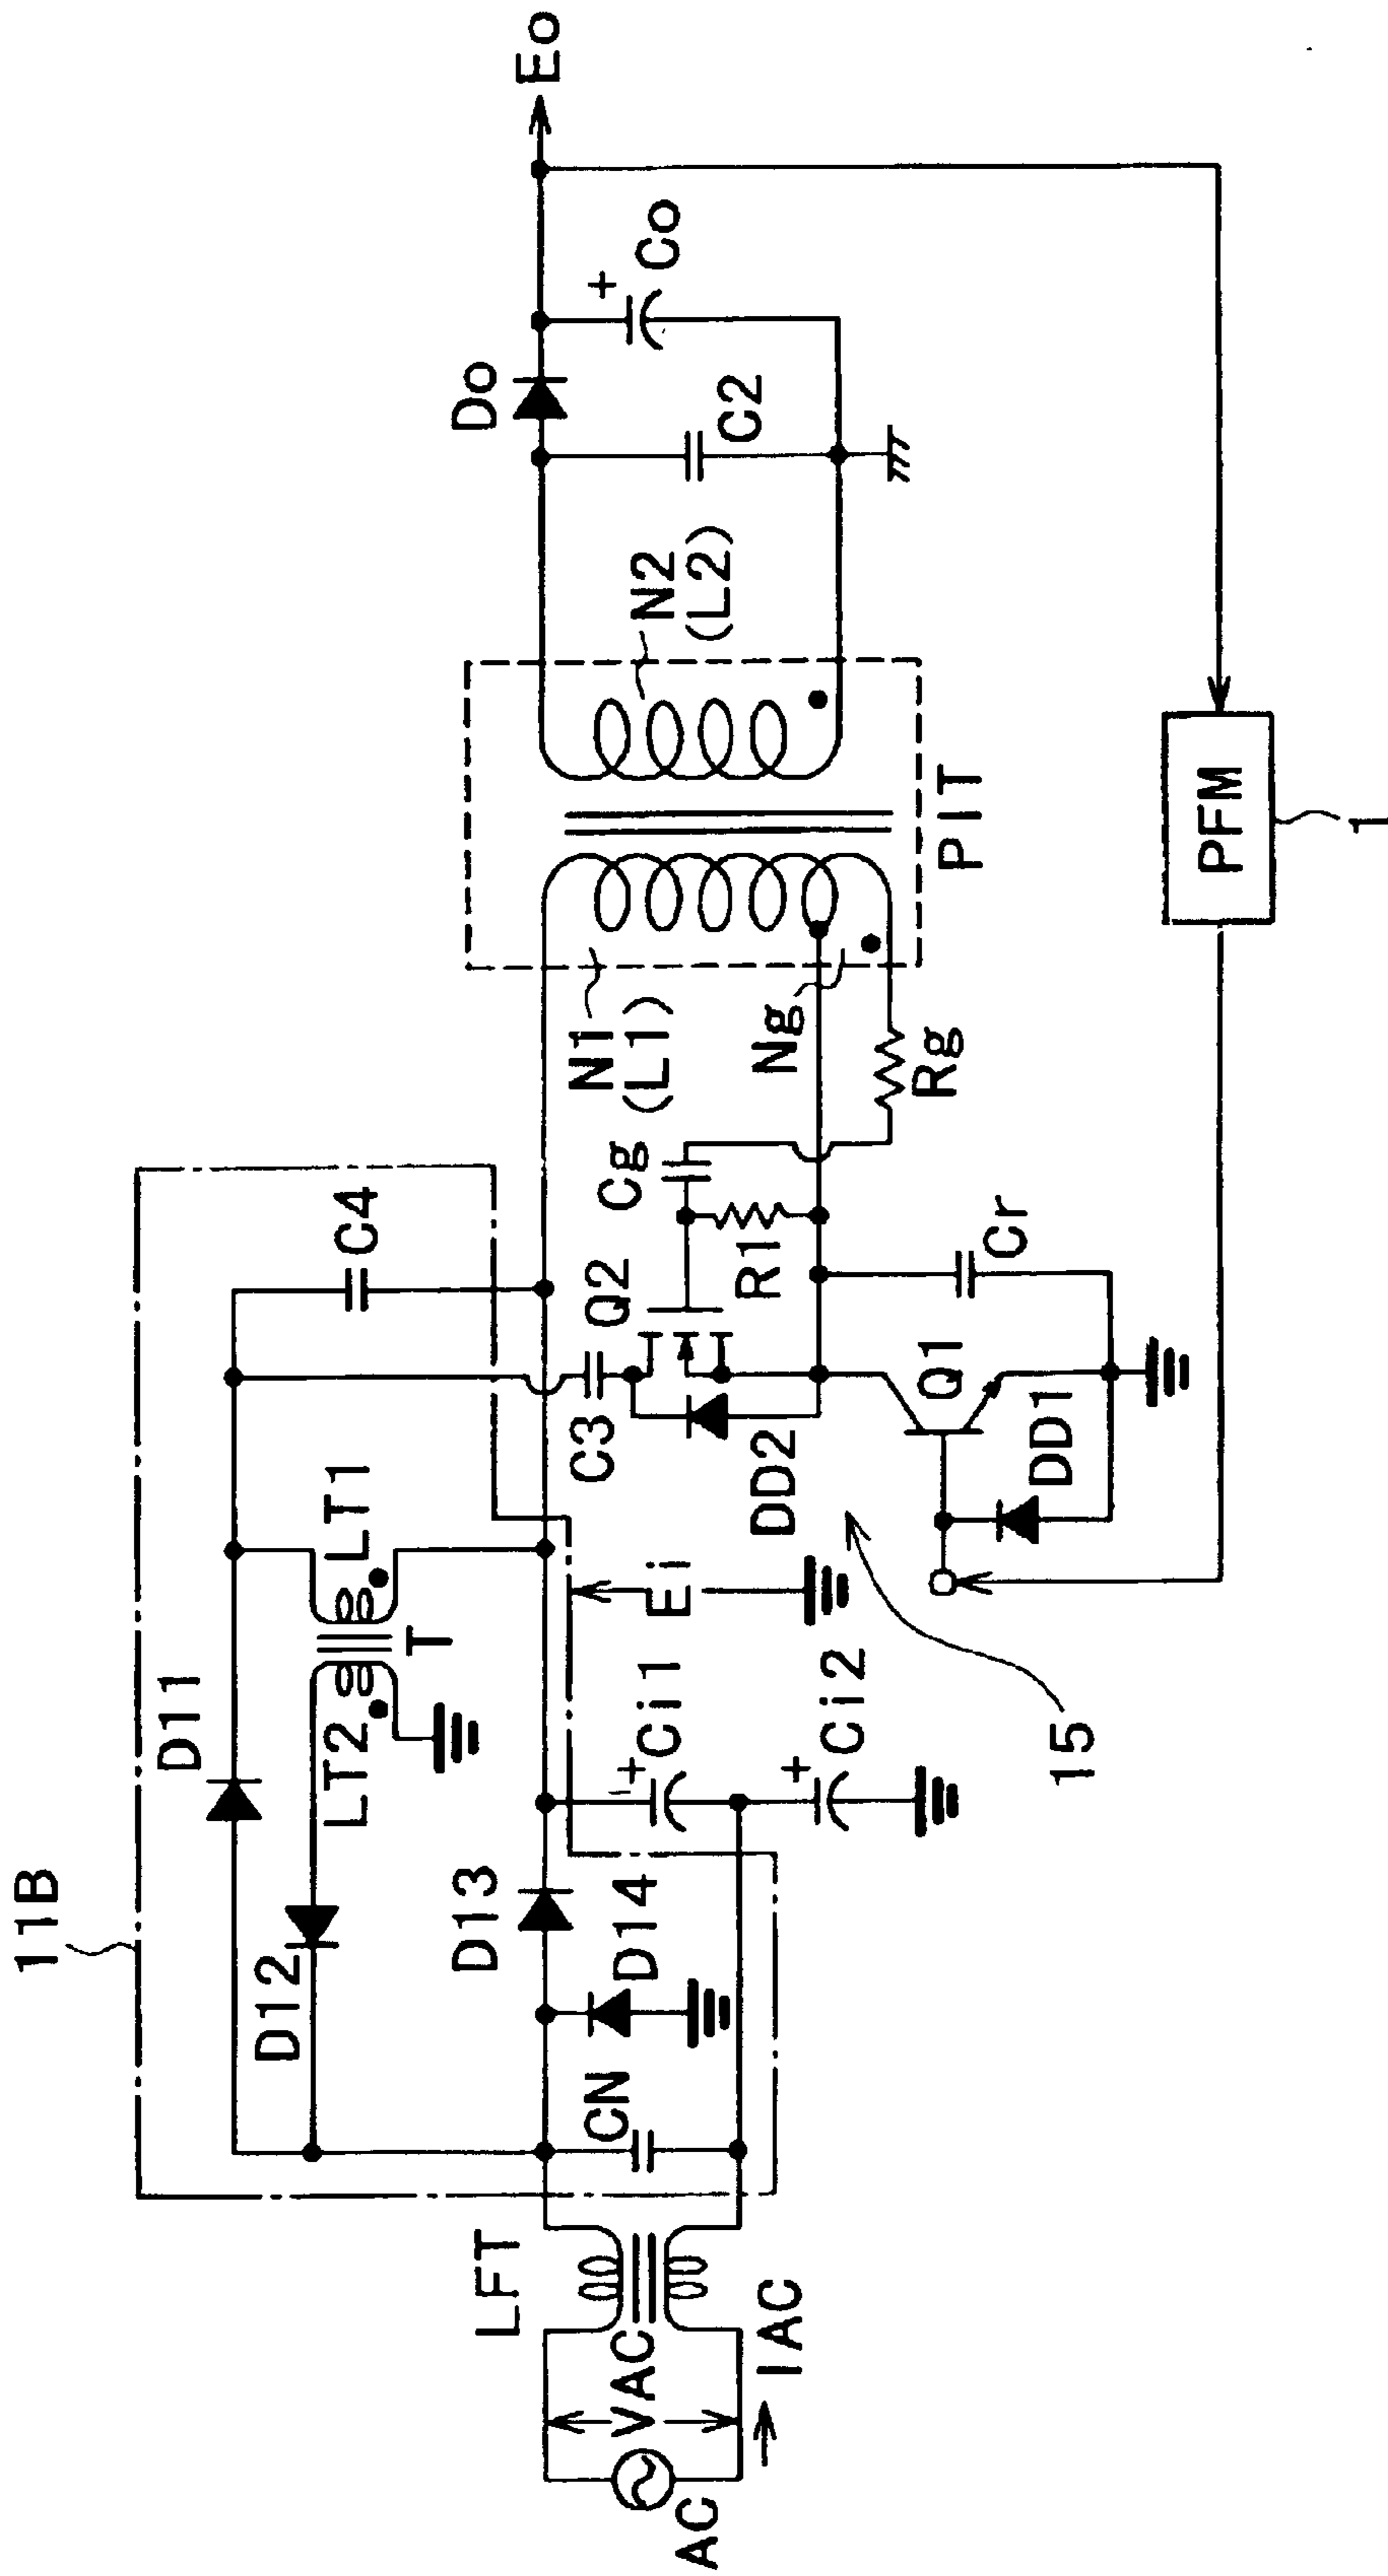 11B
D11
D12
LT2
LT1
T
C4
LFT
AC
VAC
IAC
CN
D14
D13
+
Ci1
+
Ci2
Ei
15
C3
Q2
DD2
Cg
R1
Q1
DD1
Cr
N1
(L1)
Ng
Rg
PIT
N2
(L2)
Do
C2
+
Co
Eo
PFM
1